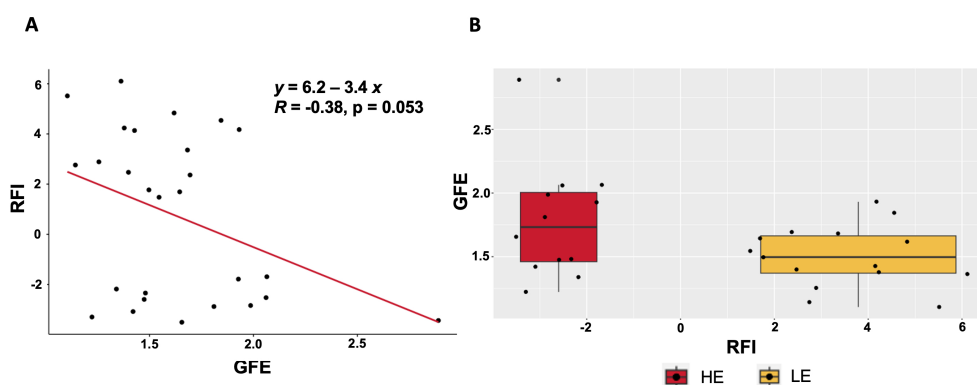 A
B
y = 6.2 – 3.4 x
R = -0.38, p = 0.053
6
4
2
0
-2
RFI
1.5
2.0
2.5
GFE
2.5
2.0
1.5
GFE
-2
0
2
4
6
RFI
HE
LE